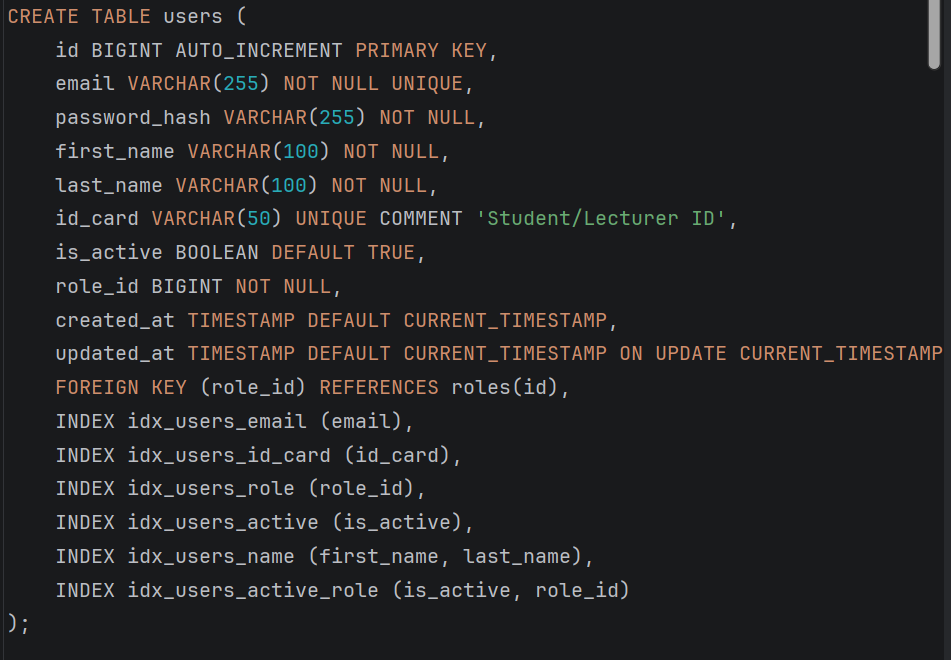 CREATE TABLE users (
    id BIGINT AUTO_INCREMENT PRIMARY KEY,
    email VARCHAR(255) NOT NULL UNIQUE,
    password_hash VARCHAR(255) NOT NULL,
    first_name VARCHAR(100) NOT NULL,
    last_name VARCHAR(100) NOT NULL,
    id_card VARCHAR(50) UNIQUE COMMENT 'Student/Lecturer ID',
    is_active BOOLEAN DEFAULT TRUE,
    role_id BIGINT NOT NULL,
    created_at TIMESTAMP DEFAULT CURRENT_TIMESTAMP,
    updated_at TIMESTAMP DEFAULT CURRENT_TIMESTAMP ON UPDATE CURRENT_TIMESTAMP
    FOREIGN KEY (role_id) REFERENCES roles(id),
    INDEX idx_users_email (email),
    INDEX idx_users_id_card (id_card),
    INDEX idx_users_role (role_id),
    INDEX idx_users_active (is_active),
    INDEX idx_users_name (first_name, last_name),
    INDEX idx_users_active_role (is_active, role_id)
);